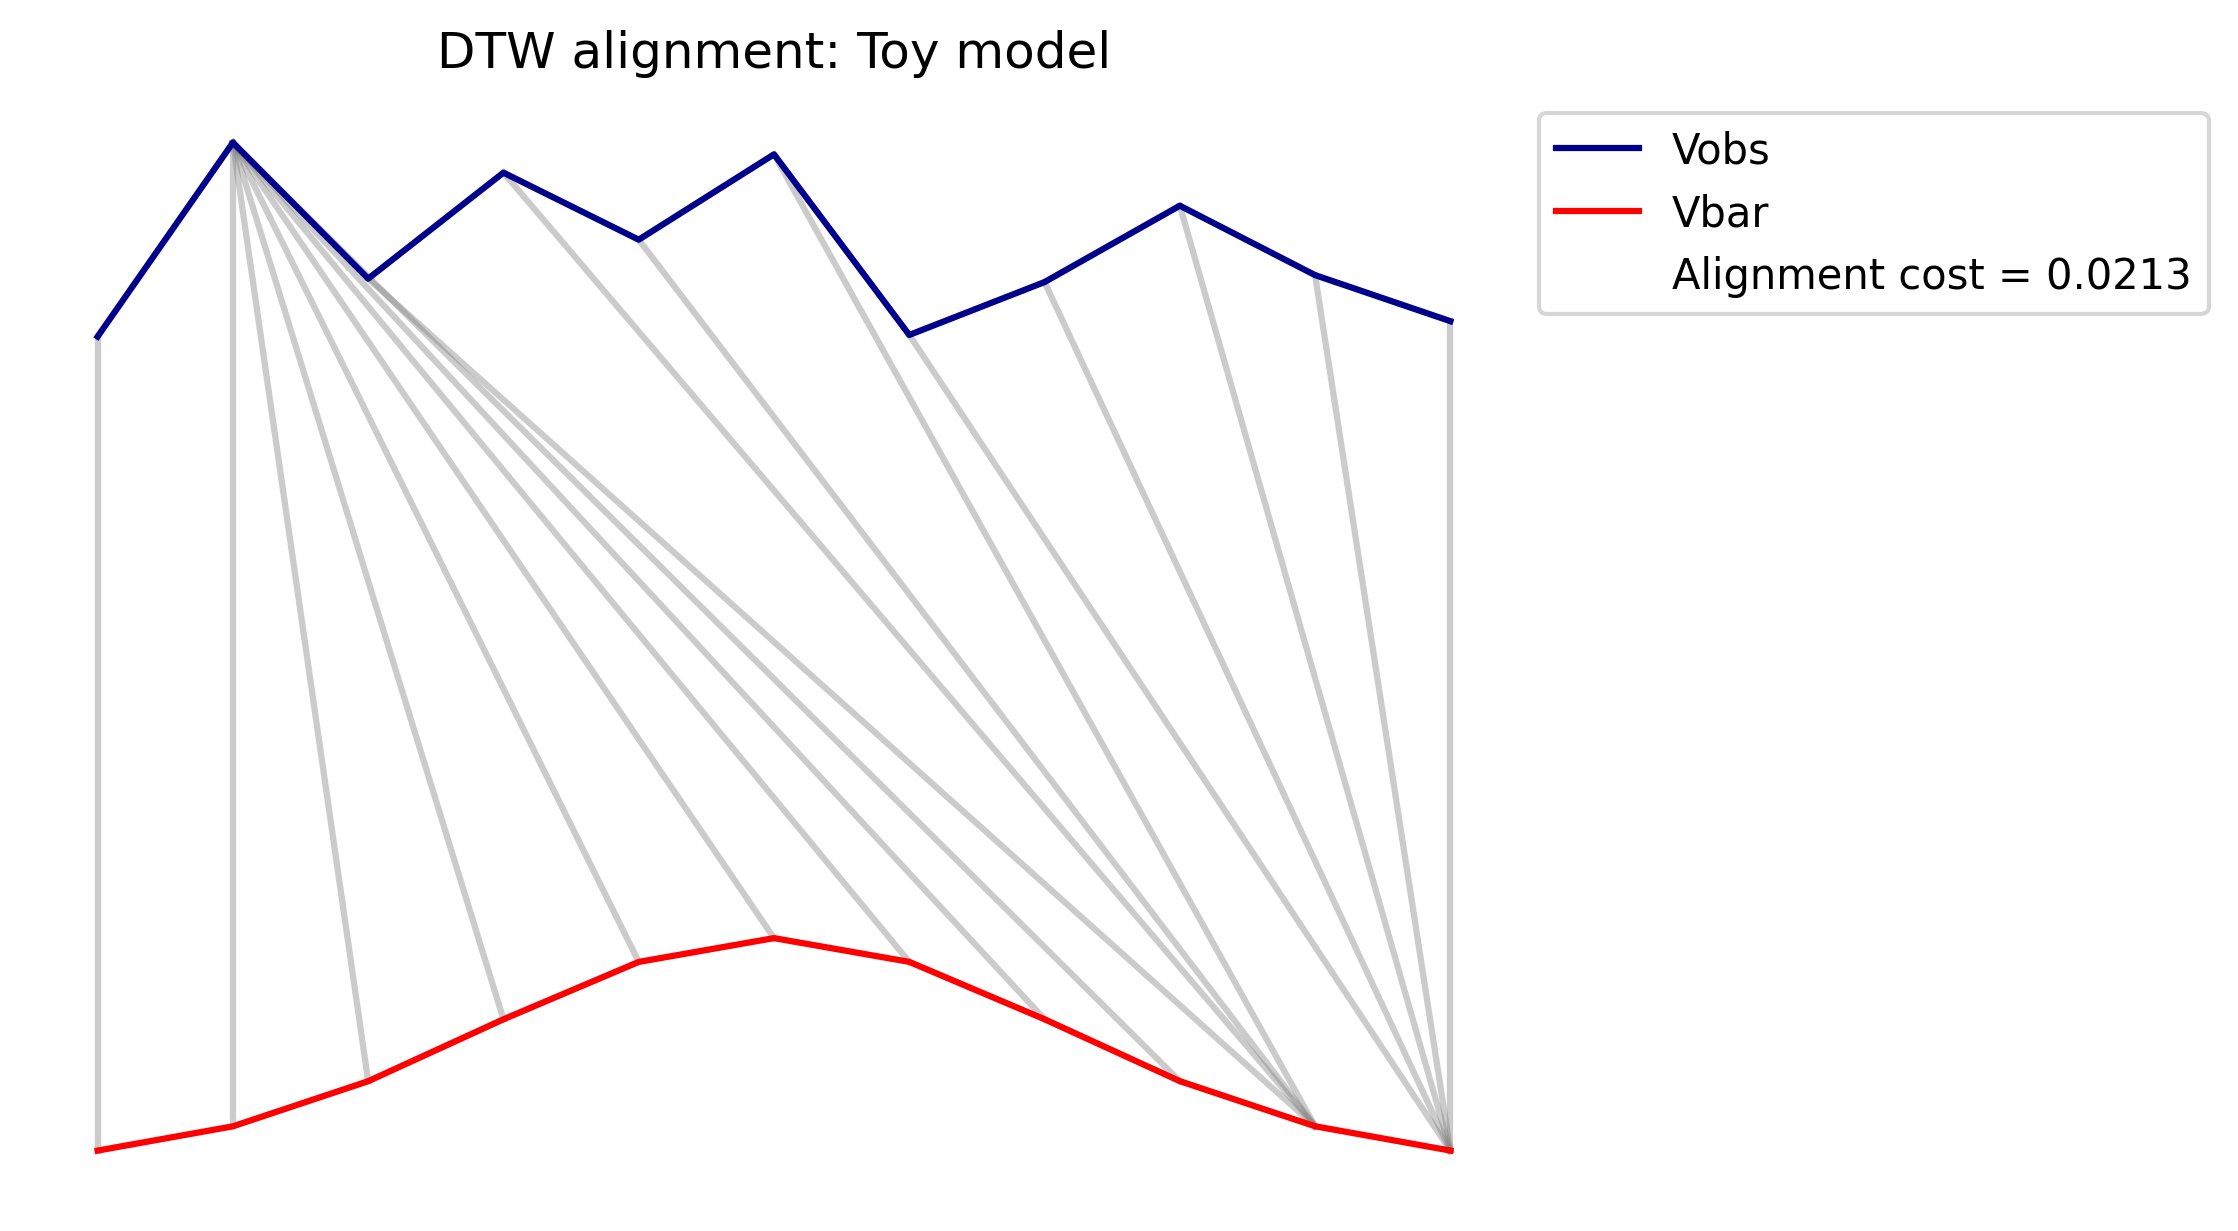 DTW alignment: Toy model
Vobs
Vbar
Alignment cost = 0.0213